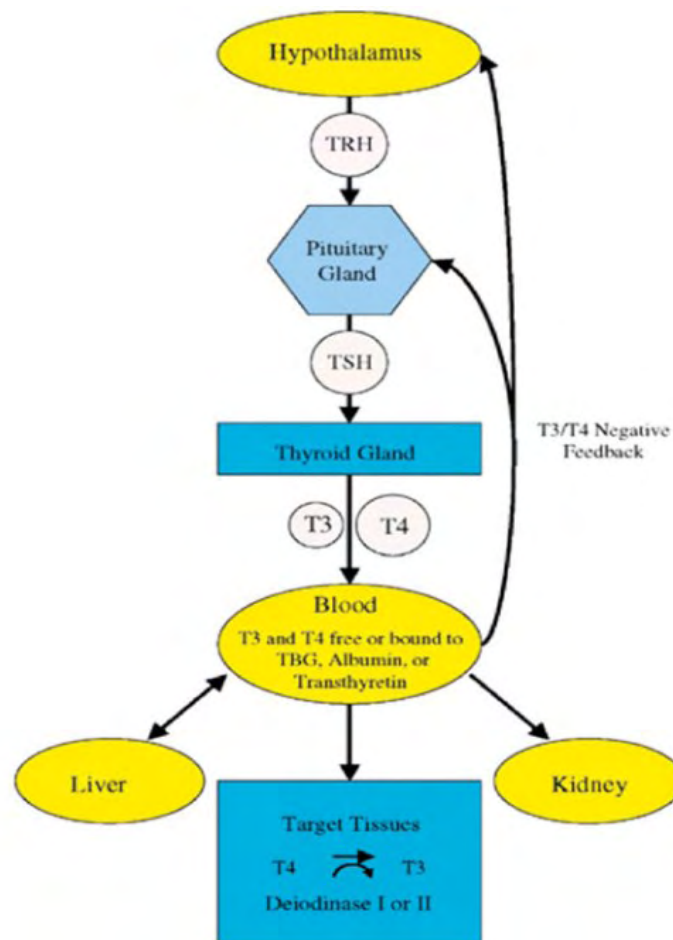 Hypothalamus
TRH
Pituitary
Gland
TSH
Thyroid Gland
T3/T4 Negative
Feedback
T3
T4
Blood
T3 and T4 free or bound to
TBG, Albumin, or
Transthyretin
Liver
Kidney
Target Tissues
T4 T3
Deiodinase I or II